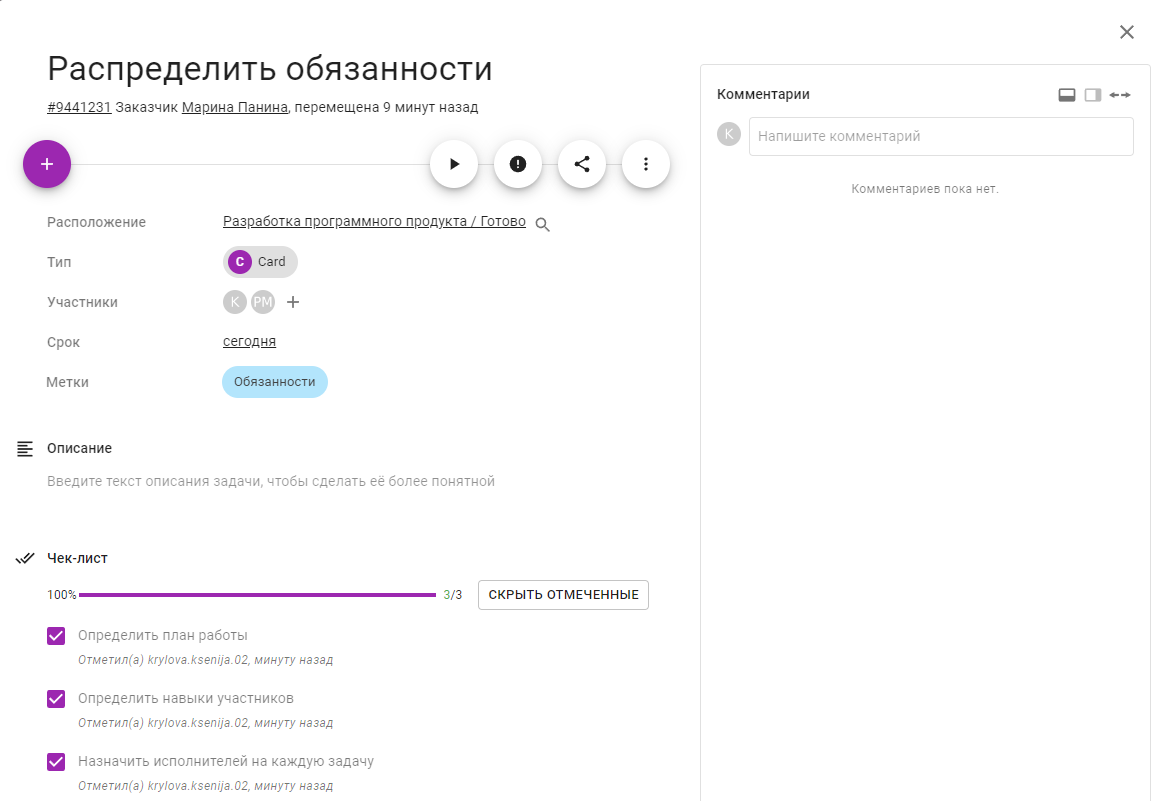 Распределить обязанности
#9441231 Заказчик Марина Панина, перемещена 9 минут назад
Расположение
Разработка программного продукта / Готово
Тип
C Card
Участники
K PM
Срок
сегодня
Метки
Обязанности
Описание
Введите текст описания задачи, чтобы сделать её более понятной
Чек-лист
100% 3/3 СКРЫТЬ ОТМЕЧЕННЫЕ
Определить план работы
Отметил(а) krylova.ksenija.02, минуту назад
Определить навыки участников
Отметил(а) krylova.ksenija.02, минуту назад
Назначить исполнителей на каждую задачу
Отметил(а) krylova.ksenija.02, минуту назад
Комментарии
K
Напишите комментарий
Комментариев пока нет.